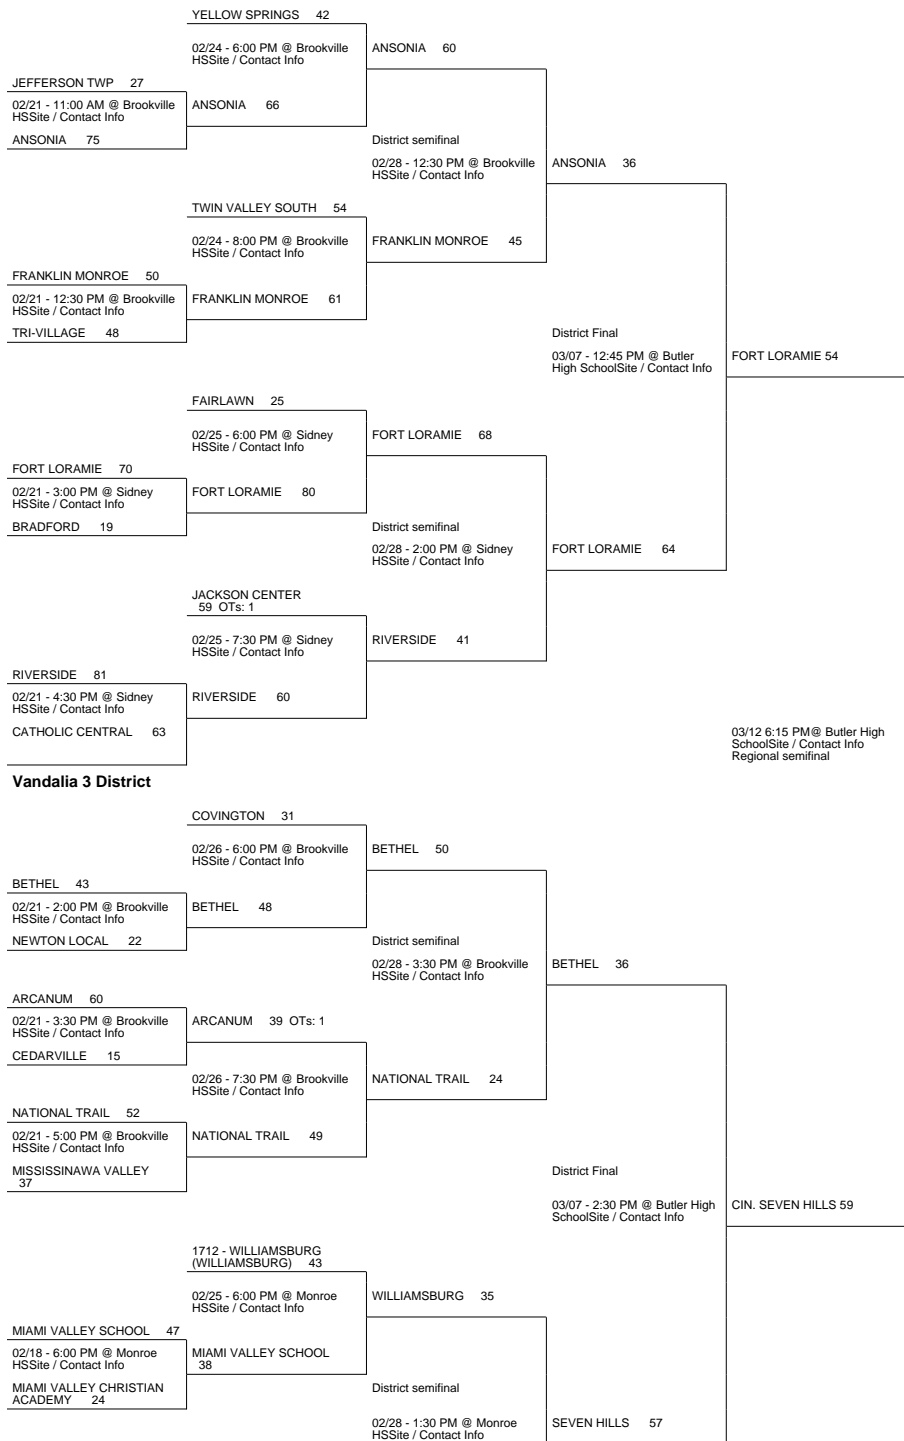 YELLOW SPRINGS 42
02/24 - 6:00 PM @ Brookville
HSSite / Contact Info
ANSONIA 60
JEFFERSON TWP 27
02/21 - 11:00 AM @ Brookville
HSSite / Contact Info
ANSONIA 66
ANSONIA 75
District semifinal
02/28 - 12:30 PM @ Brookville
HSSite / Contact Info
ANSONIA 36
TWIN VALLEY SOUTH 54
02/24 - 8:00 PM @ Brookville
HSSite / Contact Info
FRANKLIN MONROE 45
FRANKLIN MONROE 50
02/21 - 12:30 PM @ Brookville
HSSite / Contact Info
FRANKLIN MONROE 61
TRI-VILLAGE 48
District Final
03/07 - 12:45 PM @ Butler
High SchoolSite / Contact Info
FORT LORAMIE 54
FAIRLAWN 25
02/25 - 6:00 PM @ Sidney
HSSite / Contact Info
FORT LORAMIE 68
FORT LORAMIE 70
02/21 - 3:00 PM @ Sidney
HSSite / Contact Info
FORT LORAMIE 80
BRADFORD 19
District semifinal
02/28 - 2:00 PM @ Sidney
HSSite / Contact Info
FORT LORAMIE 64
JACKSON CENTER
59 OTs: 1
02/25 - 7:30 PM @ Sidney
HSSite / Contact Info
RIVERSIDE 41
RIVERSIDE 81
02/21 - 4:30 PM @ Sidney
HSSite / Contact Info
RIVERSIDE 60
CATHOLIC CENTRAL 63
03/12 6:15 PM@ Butler High
SchoolSite / Contact Info
Regional semifinal
Vandalia 3 District
COVINGTON 31
02/26 - 6:00 PM @ Brookville
HSSite / Contact Info
BETHEL 50
BETHEL 43
02/21 - 2:00 PM @ Brookville
HSSite / Contact Info
BETHEL 48
NEWTON LOCAL 22
District semifinal
02/28 - 3:30 PM @ Brookville
HSSite / Contact Info
BETHEL 36
ARCANUM 60
02/21 - 3:30 PM @ Brookville
HSSite / Contact Info
ARCANUM 39 OTs: 1
CEDARVILLE 15
02/26 - 7:30 PM @ Brookville
HSSite / Contact Info
NATIONAL TRAIL 24
NATIONAL TRAIL 52
02/21 - 5:00 PM @ Brookville
HSSite / Contact Info
NATIONAL TRAIL 49
MISSISSINAWA VALLEY
37
District Final
03/07 - 2:30 PM @ Butler High
SchoolSite / Contact Info
CIN. SEVEN HILLS 59
1712 - WILLIAMSBURG
(WILLIAMSBURG) 43
02/25 - 6:00 PM @ Monroe
HSSite / Contact Info
WILLIAMSBURG 35
MIAMI VALLEY SCHOOL 47
02/18 - 6:00 PM @ Monroe
HSSite / Contact Info
MIAMI VALLEY SCHOOL
38
MIAMI VALLEY CHRISTIAN
ACADEMY 24
District semifinal
02/28 - 1:30 PM @ Monroe
HSSite / Contact Info
SEVEN HILLS 57